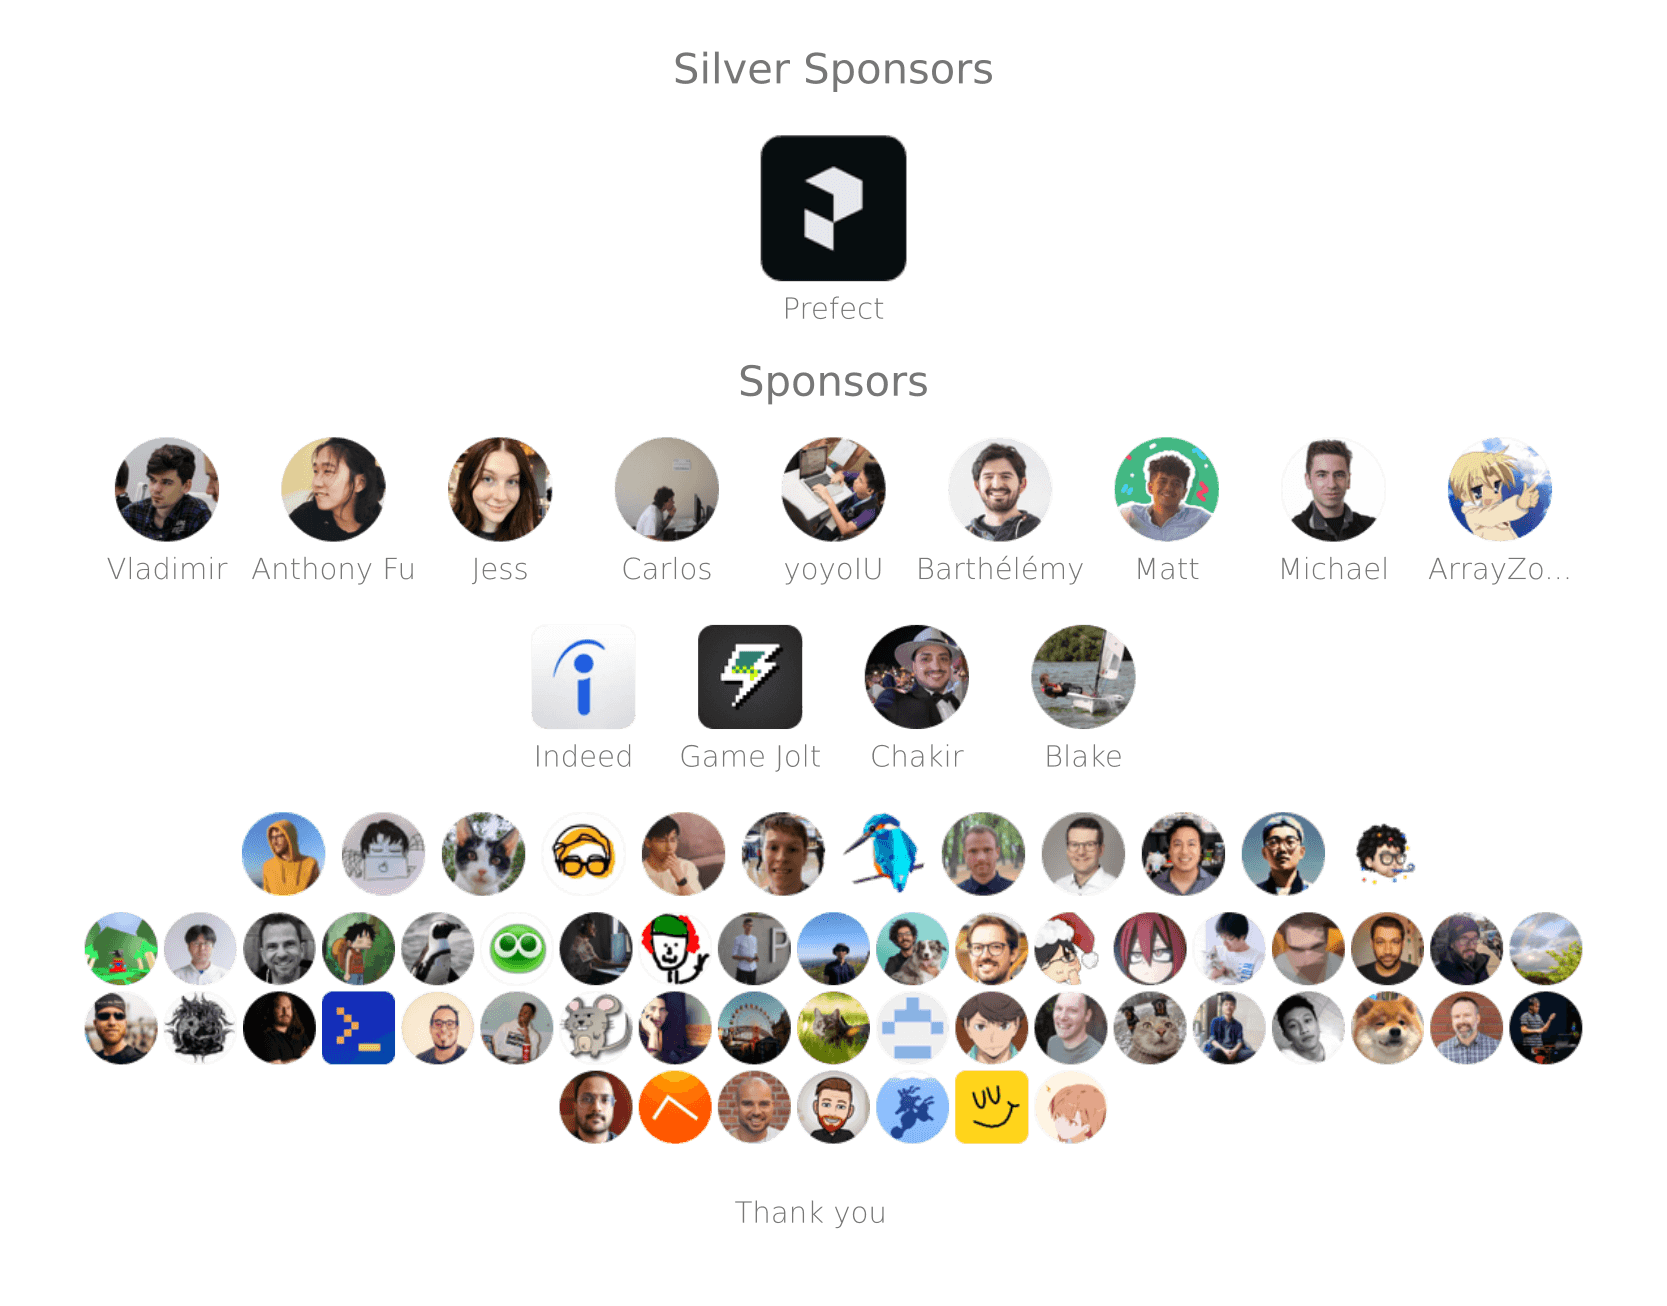 Silver Sponsors
Prefect
Sponsors
Vladimir Anthony Fu Jess Carlos yoyoIU Barthélémy Matt Michael ArrayZo...
Indeed Game Jolt Chakir Blake
Thank you